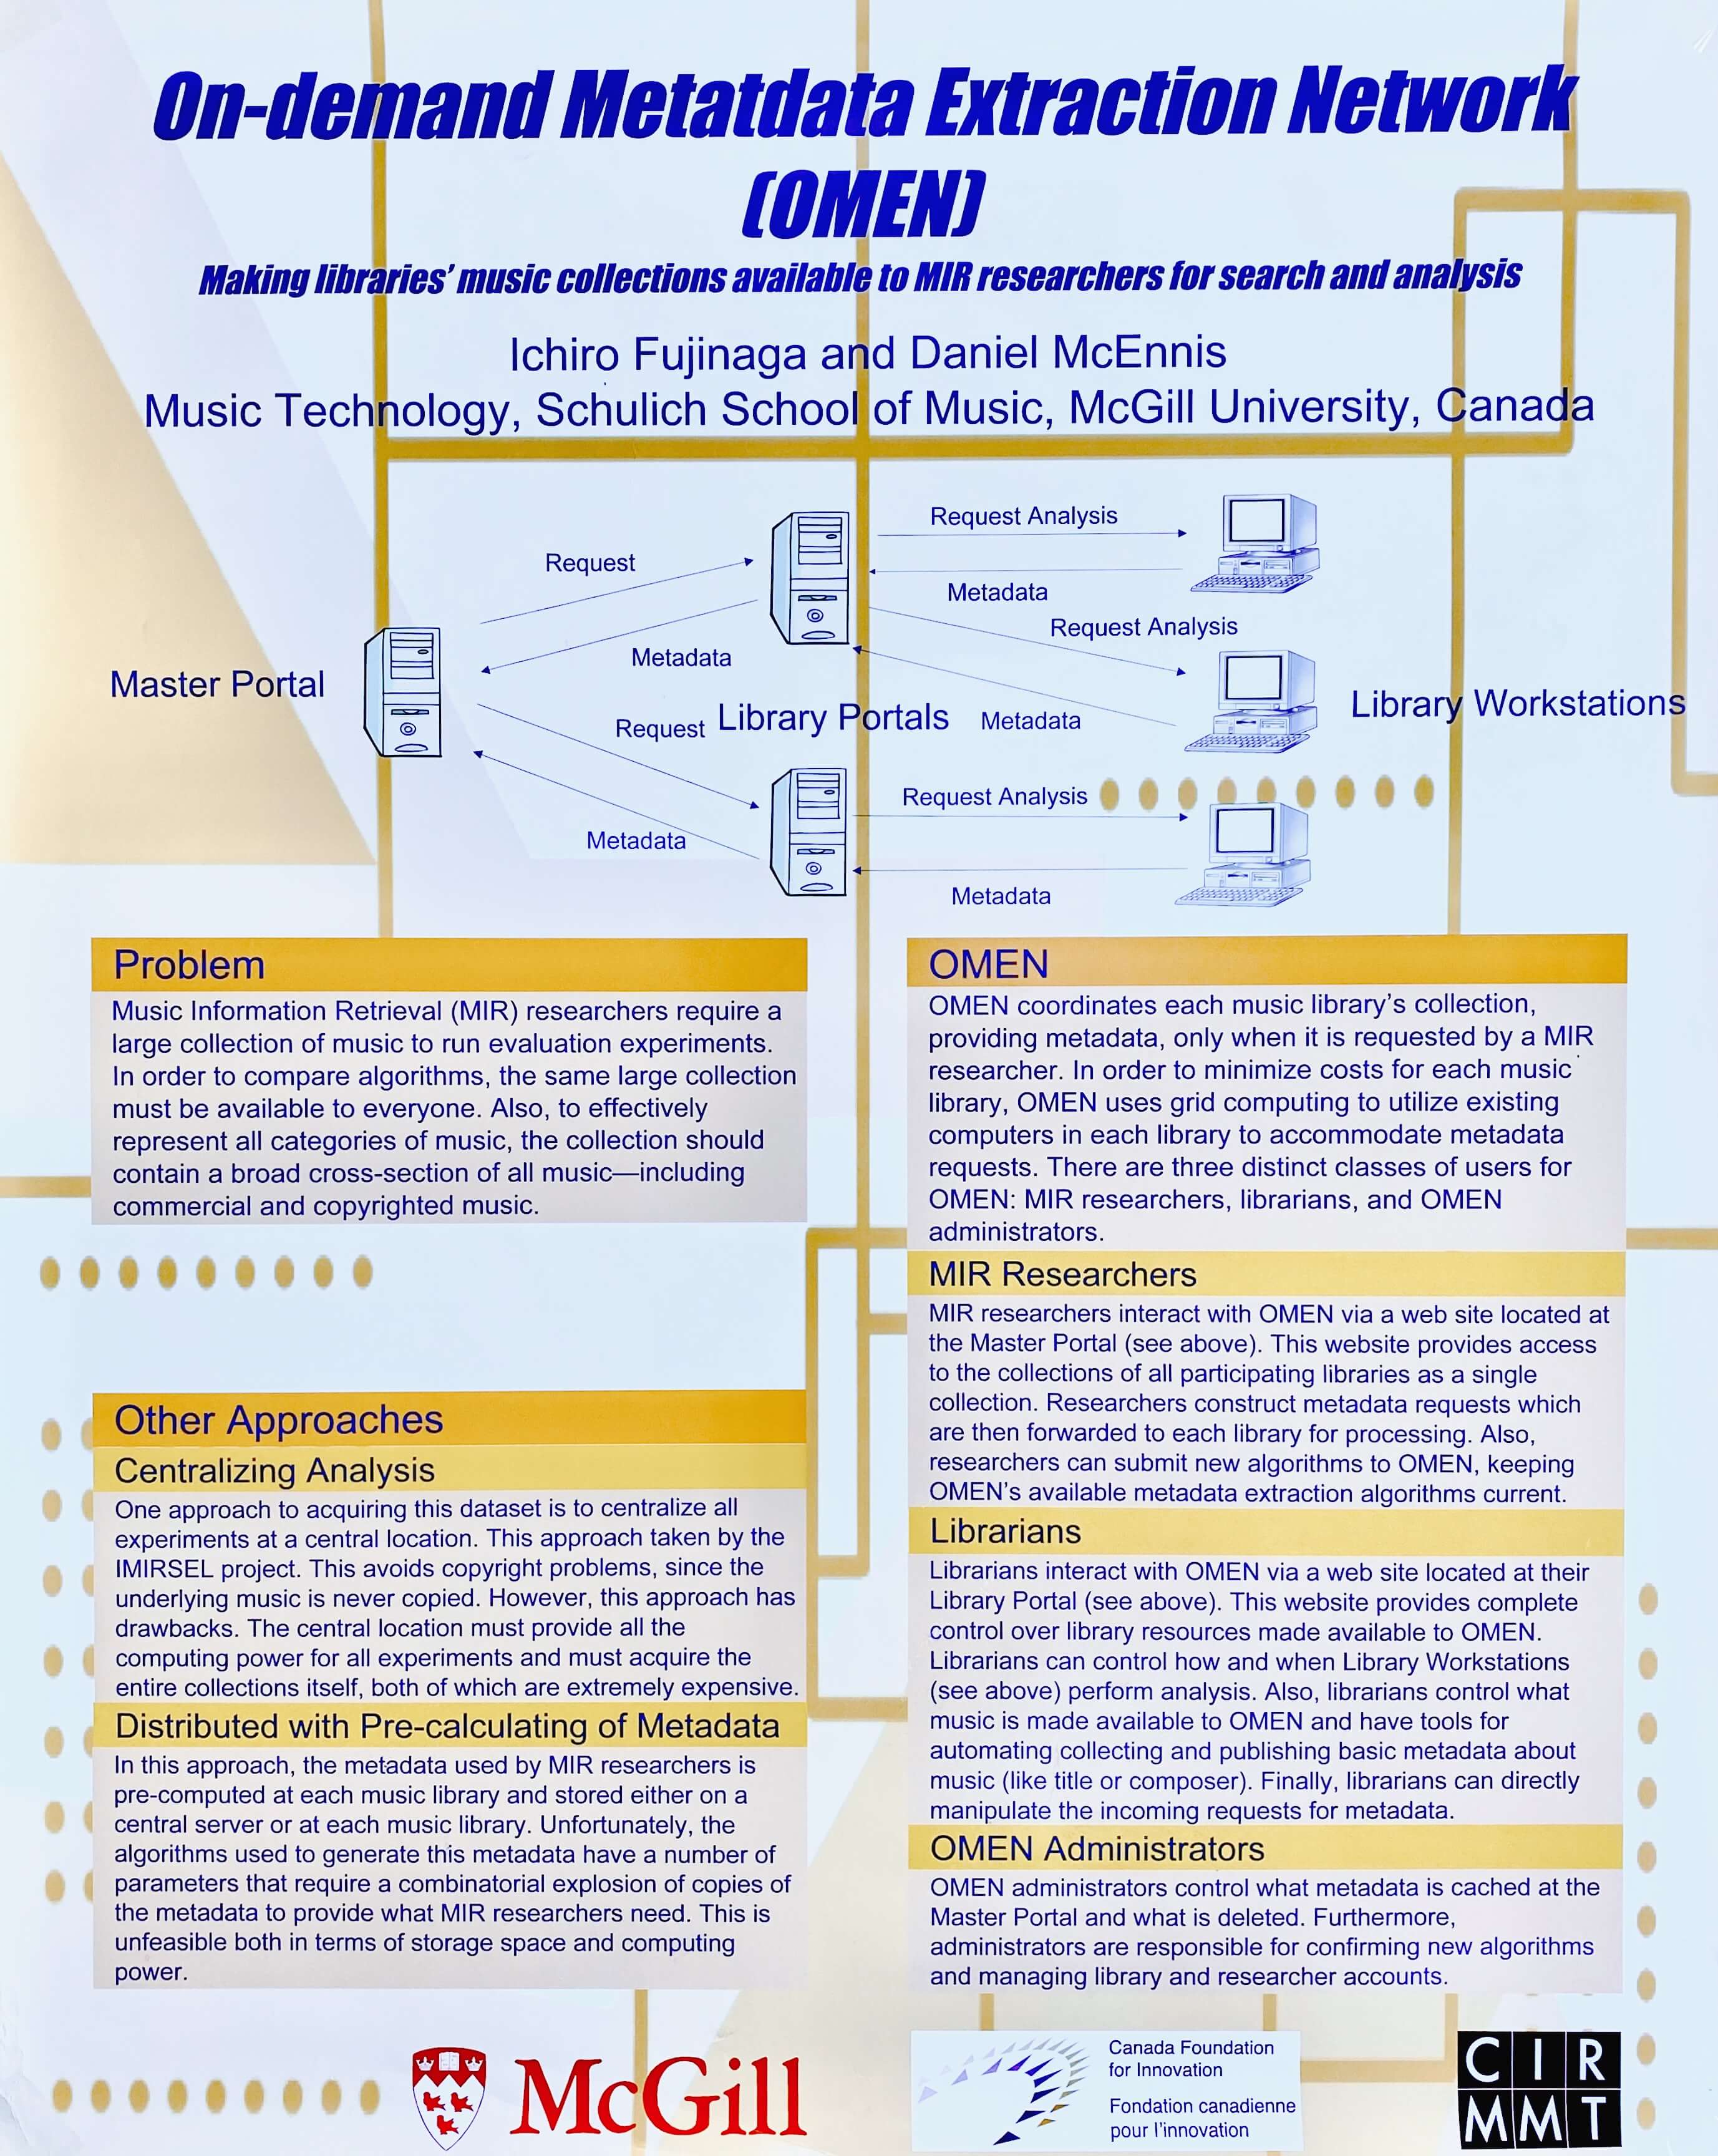 On-demand Metatdata Extraction Network
(OMEN)
Making libraries' music collections available to MIR researchers for search and analysis
Ichiro Fujinaga and Daniel McEnnis
Music Technology, Schulich School of Music, McGill University, Canada
Request Analysis
Request
Metadata
Request Analysis
Metadata
Master Portal
Library Workstations
Request
Library Portals
Metadata
Request Analysis
Metadata
Metadata
Problem
Music Information Retrieval (MIR) researchers require a
large collection of music to run evaluation experiments.
In order to compare algorithms, the same large collection
must be available to everyone. Also, to effectively
represent all categories of music, the collection should
contain a broad cross-section of all music—including
commercial and copyrighted music.
Other Approaches
Centralizing Analysis
One approach to acquiring this dataset is to centralize all
experiments at a central location. This approach taken by the
IMIRSEL project. This avoids copyright problems, since the
underlying music is never copied. However, this approach has
drawbacks. The central location must provide all the
computing power for all experiments and must acquire the
entire collections itself, both of which are extremely expensive.
Distributed with Pre-calculating of Metadata
In this approach, the metadata used by MIR researchers is
pre-computed at each music library and stored either on a
central server or at each music library. Unfortunately, the
algorithms used to generate this metadata have a number of
parameters that require a combinatorial explosion of copies of
the metadata to provide what MIR researchers need. This is
unfeasible both in terms of storage space and computing
power.
OMEN
OMEN coordinates each music library's collection,
providing metadata, only when it is requested by a MIR
researcher. In order to minimize costs for each music
library, OMEN uses grid computing to utilize existing
computers in each library to accommodate metadata
requests. There are three distinct classes of users for
OMEN: MIR researchers, librarians, and OMEN
administrators.
MIR Researchers
MIR researchers interact with OMEN via a web site located at
the Master Portal (see above). This website provides access
to the collections of all participating libraries as a single
collection. Researchers construct metadata requests which
are then forwarded to each library for processing. Also,
researchers can submit new algorithms to OMEN, keeping
OMEN's available metadata extraction algorithms current.
Librarians
Librarians interact with OMEN via a web site located at their
Library Portal (see above). This website provides complete
control over library resources made available to OMEN.
Librarians can control how and when Library Workstations
(see above) perform analysis. Also, librarians control what
music is made available to OMEN and have tools for
automating collecting and publishing basic metadata about
music (like title or composer). Finally, librarians can directly
manipulate the incoming requests for metadata.
OMEN Administrators
OMEN administrators control what metadata is cached at the
Master Portal and what is deleted. Furthermore,
administrators are responsible for confirming new algorithms
and managing library and researcher accounts.
McGill
Canada Foundation
for Innovation
Fondation canadienne
pour l'innovation
CIR
MMT